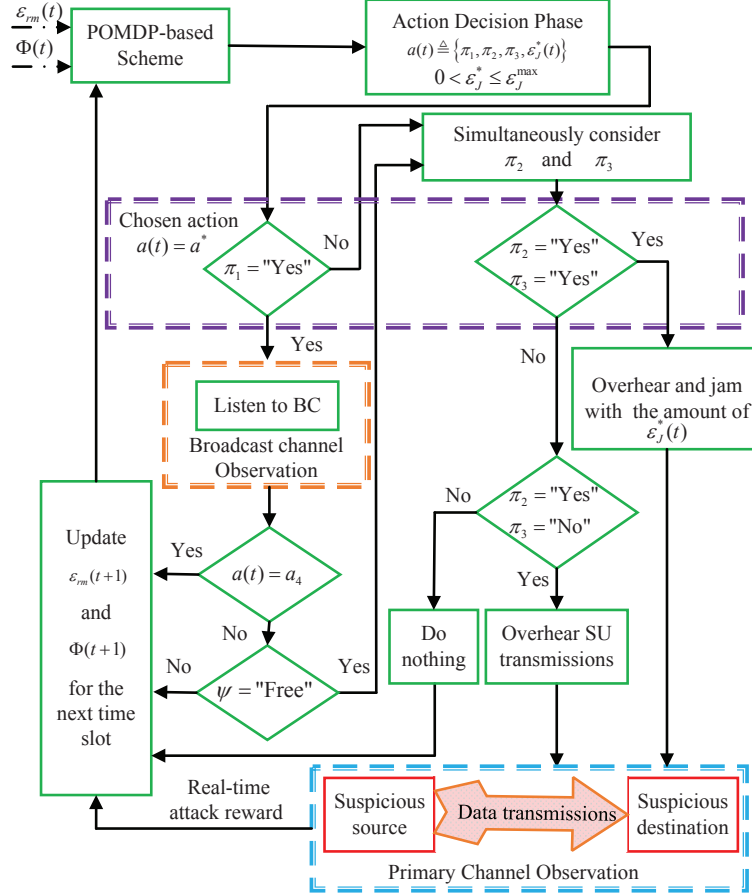 ε_rm(t)
Φ(t)
POMDP-based
Scheme
Action Decision Phase
a(t) ≜ {π₁, π₂, π₃, ε_J^*(t)}
0 < ε_J^* ≤ ε_J^max
Simultaneously consider
π₂ and π₃
Chosen action
a(t) = a^*
No
π₁ = "Yes"
Yes
π₂ = "Yes"
π₃ = "Yes"
Yes
No
Listen to BC
Broadcast channel
Observation
Overhear and jam
with the amount of
ε_J^*(t)
No
π₂ = "Yes"
π₃ = "No"
Yes
Update
ε_rm(t+1)
and
Φ(t+1)
for the
next time
slot
Yes
a(t) = a₄
No
No
ψ = "Free"
Yes
Do
nothing
Overhear SU
transmissions
Real-time
attack reward
Suspicious
source
Data transmissions
Suspicious
destination
Primary Channel Observation